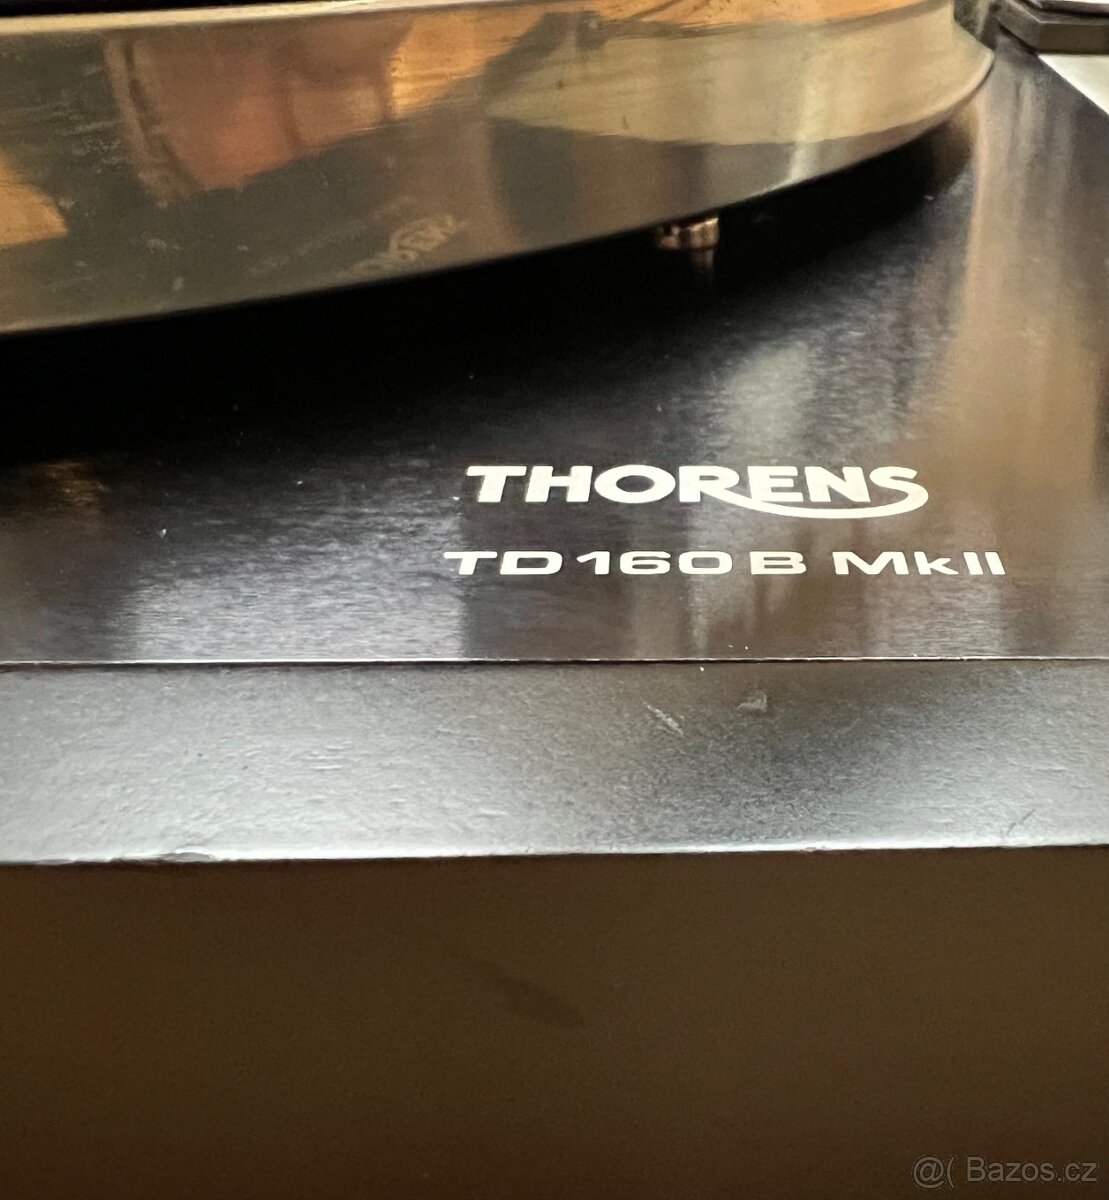 THORENS
TD 160 B MkII
@( Bazos.cz